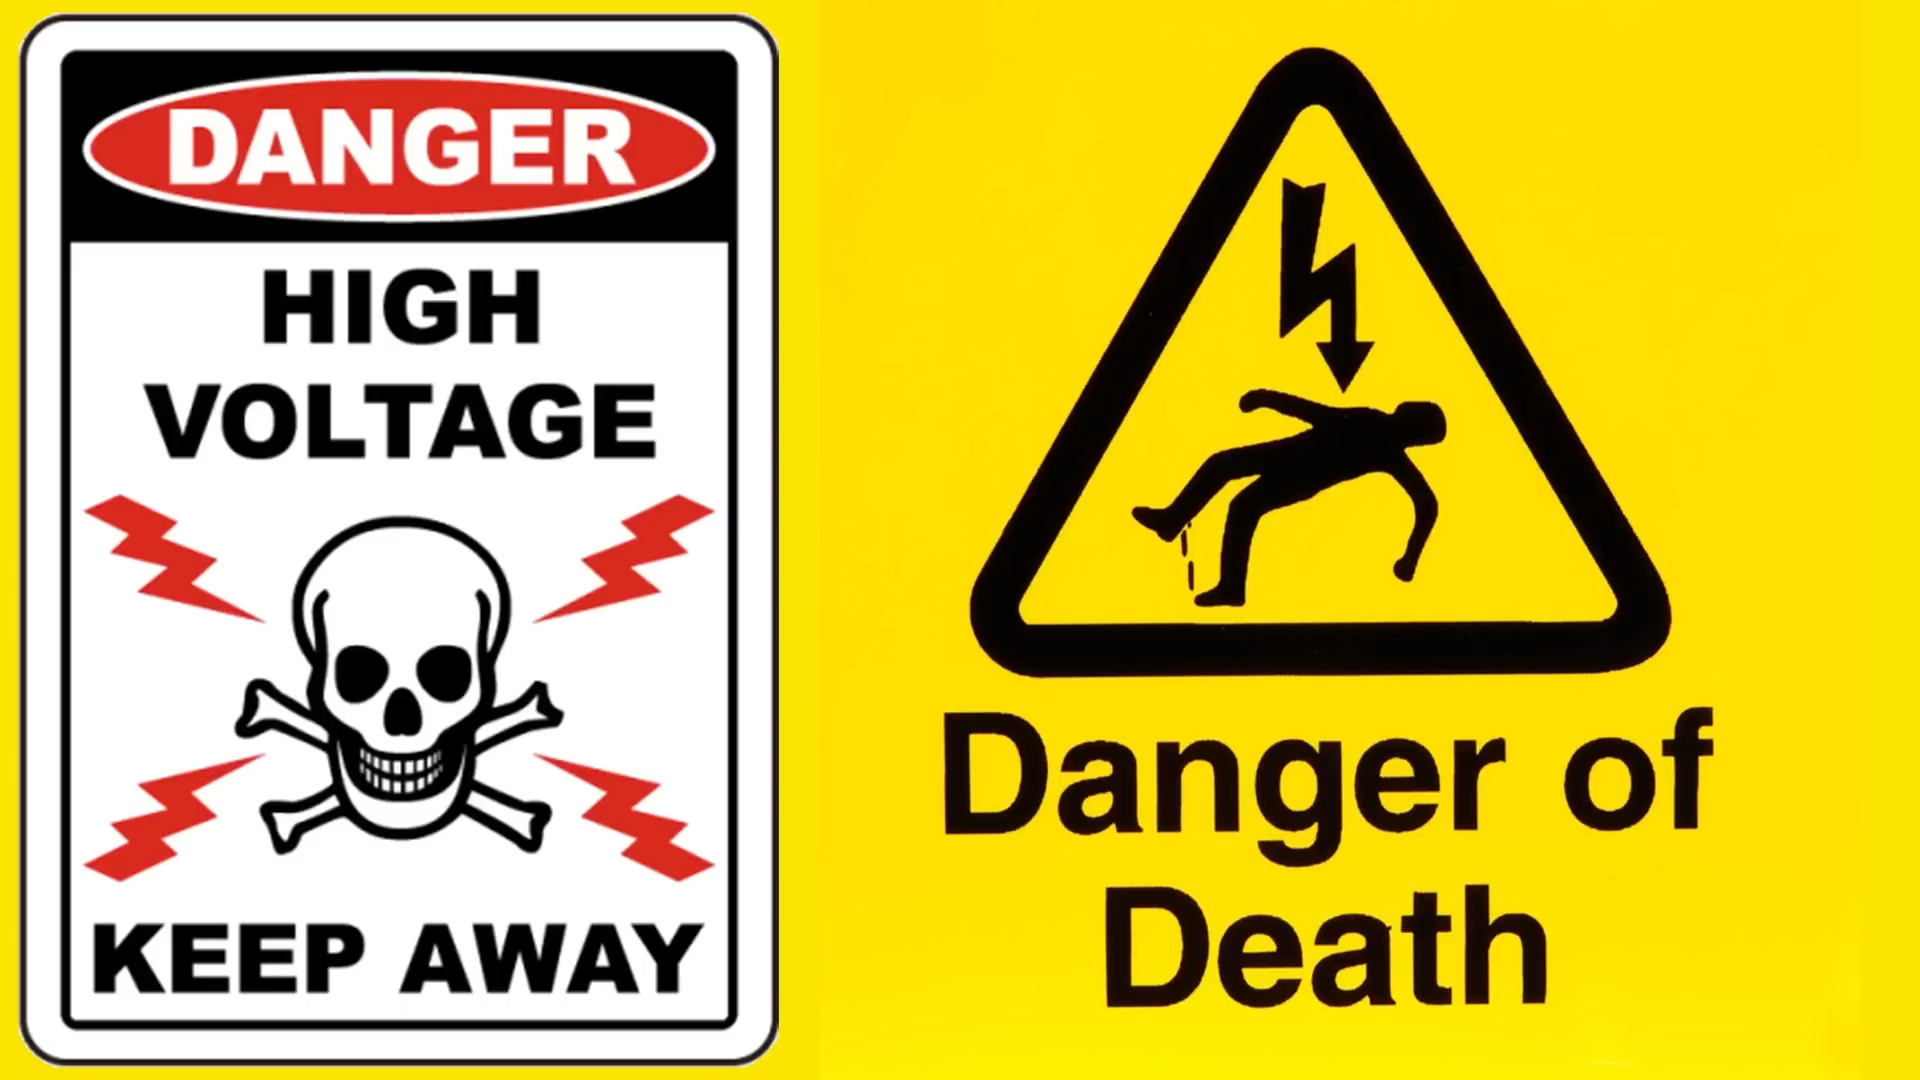 DANGER
HIGH
VOLTAGE
KEEP AWAY
Danger of
Death